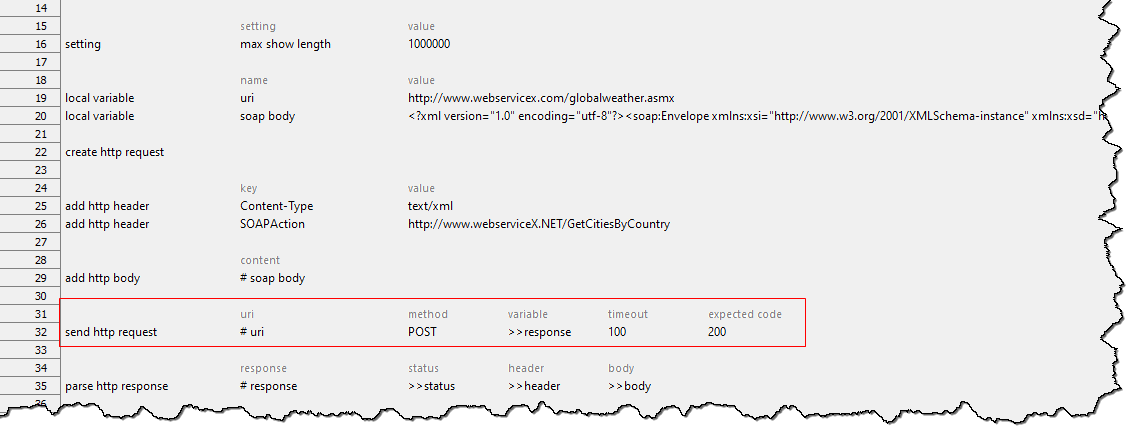 14
15 setting value
16 setting max show length 1000000
17
18 name value
19 local variable uri http://www.webservicex.com/globalweather.asmx
20 local variable soap body <?xml version="1.0" encoding="utf-8"?><soap:Envelope xmlns:xsi="http://www.w3.org/2001/XMLSchema-instance" xmlns:xsd="h
21
22 create http request
23
24 key value
25 add http header Content-Type text/xml
26 add http header SOAPAction http://www.webserviceX.NET/GetCitiesByCountry
27
28 content
29 add http body # soap body
30
31 uri method variable timeout expected code
32 send http request # uri POST >>response 100 200
33
34 response status header body
35 parse http response # response >>status >>header >>body